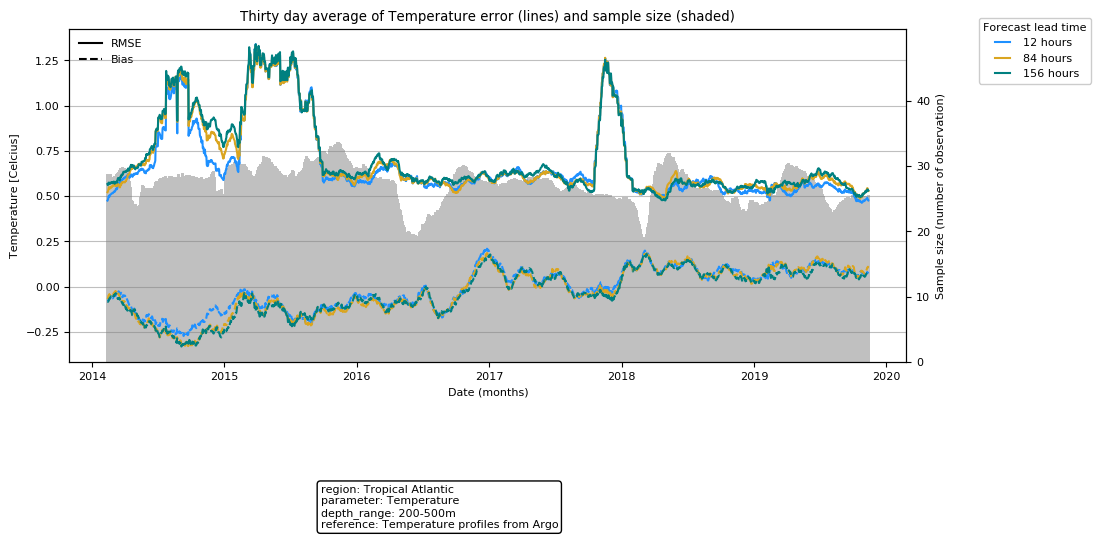 Thirty day average of Temperature error (lines) and sample size (shaded)
Forecast lead time
12 hours
84 hours
156 hours
RMSE
Bias
Temperature [Celcius]
1.25
1.00
0.75
0.50
0.25
0.00
−0.25
40
30
20
10
0
Sample size (number of observation)
2014
2015
2016
2017
2018
2019
2020
Date (months)
region: Tropical Atlantic
parameter: Temperature
depth_range: 200-500m
reference: Temperature profiles from Argo